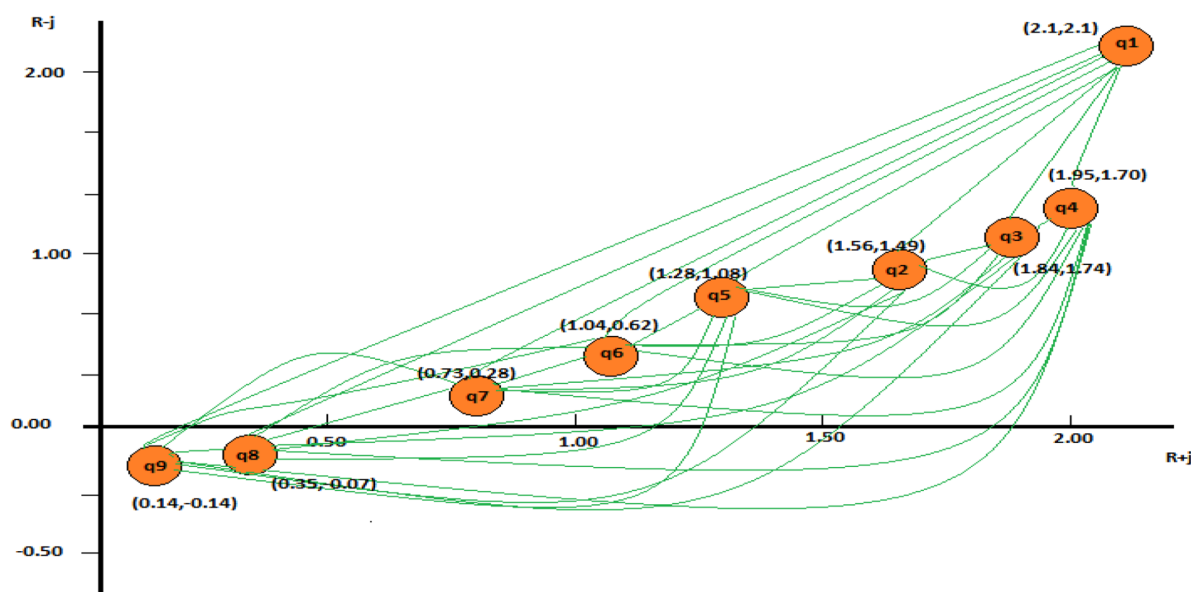 R-j
(2.1,2.1)
q1
2.00
(1.95,1.70)
q4
q3
(1.56,1.49)
1.00
q2
(1.84,1.74)
(1.28,1.08)
q5
(1.04,0.62)
q6
(0.73,0.28)
q7
0.00
0.50
1.00
1.50
2.00
R+j
q9
q8
(0.35,-0.07)
(0.14,-0.14)
-0.50